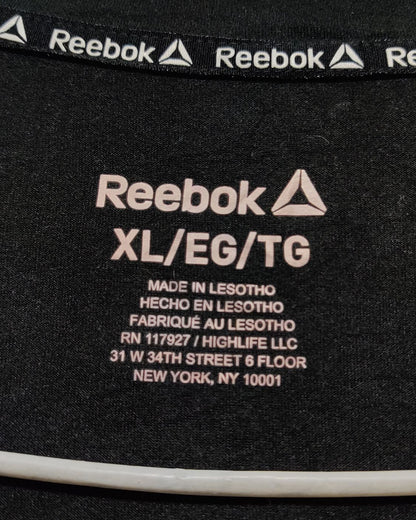 Reebok Reebok Reebok
Reebok
XL/EG/TG
MADE IN LESOTHO
HECHO EN LESOTHO
FABRIQUÉ AU LESOTHO
RN 117927 / HIGHLIFE LLC
31 W 34TH STREET 6 FLOOR
NEW YORK, NY 10001